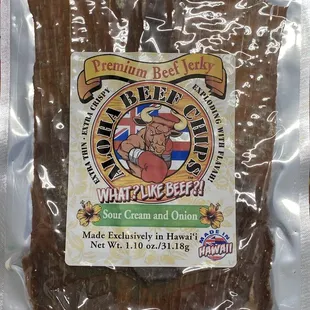 Premium Beef Jerky
EXTRA THIN • EXTRA CRISPY
ALOHA BEEF CHIPS
EXPLODING WITH FLAVOR!
WHAT? LIKE BEEF?!
Sour Cream and Onion
Made Exclusively in Hawai'i
Net Wt. 1.10 oz./31.18g
MADE IN
HAWAII